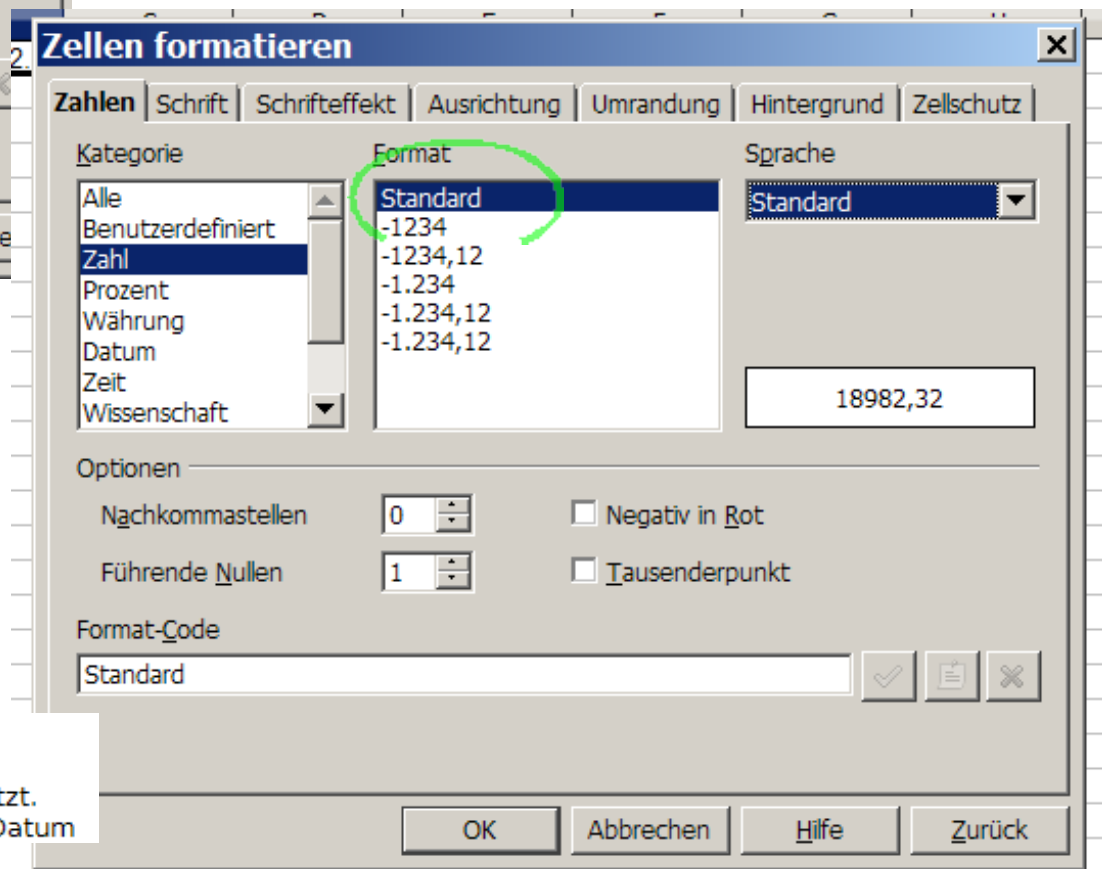 Zellen formatieren
2.
Zahlen Schrift Schrifteffekt Ausrichtung Umrandung Hintergrund Zellschutz
Kategorie Format Sprache
Alle
Benutzerdefiniert
Zahl
Prozent
Währung
Datum
Zeit
Wissenschaft
Standard
-1234
-1234,12
-1.234
-1.234,12
-1.234,12
Standard
18982,32
Optionen
Nachkommastellen 0 Negativ in Rot
Führende Nullen 1 Tausenderpunkt
Format-Code
Standard
tzt.
Datum
OK Abbrechen Hilfe Zurück